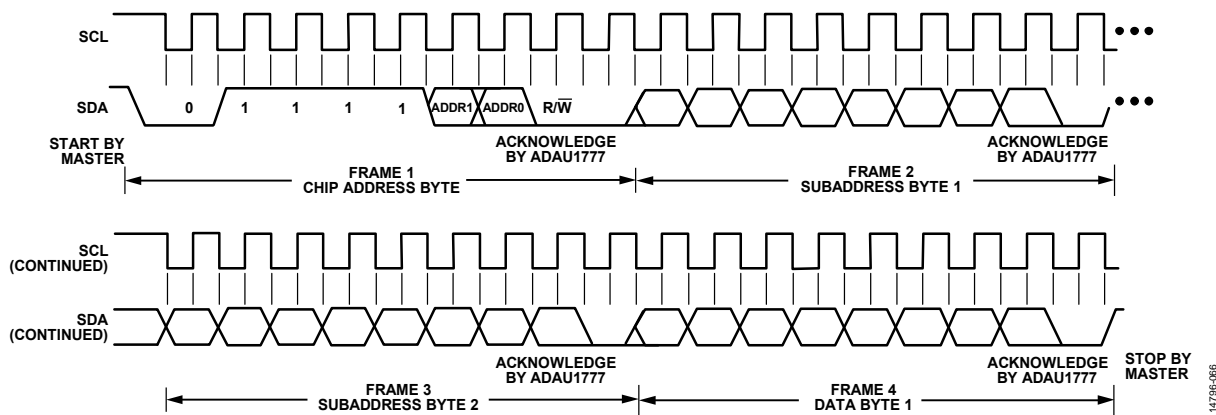 SCL
SDA
0 1 1 1 1 ADDR1 ADDR0 R/W̅
START BY
MASTER
ACKNOWLEDGE
BY ADAU1777
ACKNOWLEDGE
BY ADAU1777
FRAME 1
CHIP ADDRESS BYTE
FRAME 2
SUBADDRESS BYTE 1
SCL
(CONTINUED)
SDA
(CONTINUED)
ACKNOWLEDGE
BY ADAU1777
ACKNOWLEDGE
BY ADAU1777
STOP BY
MASTER
FRAME 3
SUBADDRESS BYTE 2
FRAME 4
DATA BYTE 1
14796-066